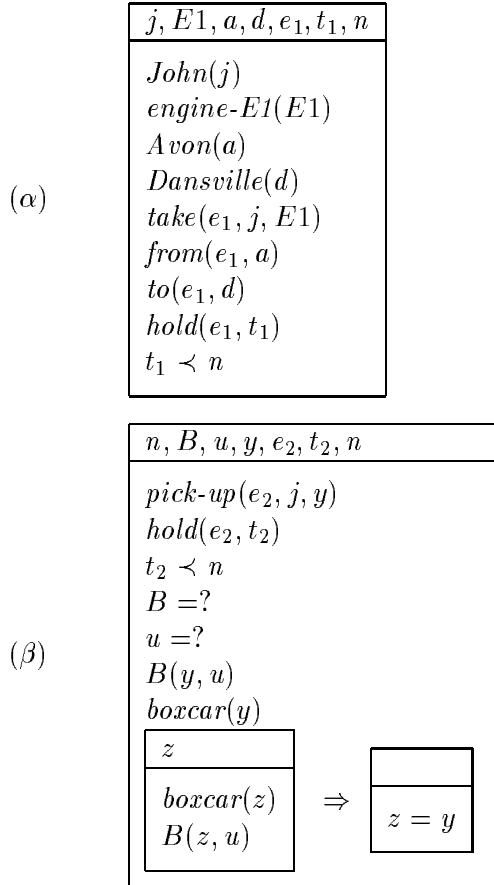 j, E1, a, d, e₁, t₁, n
John(j)
engine-E1(E1)
Avon(a)
Dansville(d)
(α)
take(e₁, j, E1)
from(e₁, a)
to(e₁, d)
hold(e₁, t₁)
t₁ ≺ n
n, B, u, y, e₂, t₂, n
pick-up(e₂, j, y)
hold(e₂, t₂)
t₂ ≺ n
B =?
(β)
u =?
B(y, u)
boxcar(y)
z
boxcar(z)
B(z, u)
⇒
z = y